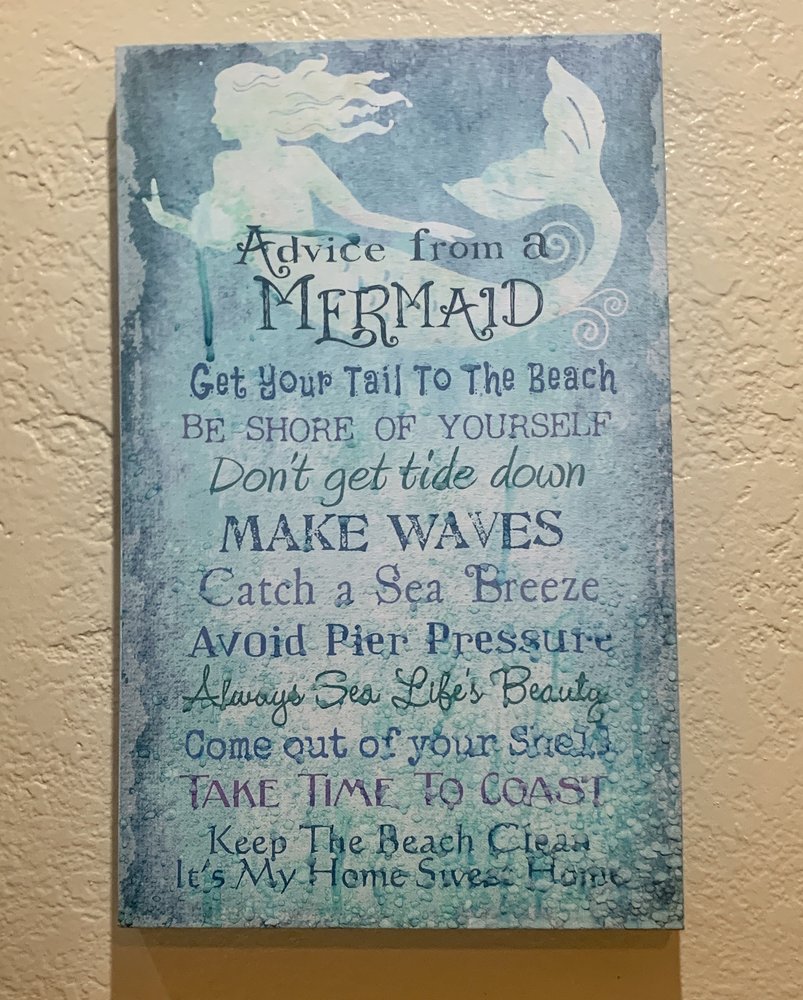 Advice from a
MERMAID
Get Your Tail To The Beach
BE SHORE OF YOURSELF
Don't get tide down
MAKE WAVES
Catch a Sea Breeze
Avoid Pier Pressure
Always Sea Life's Beauty
Come out of your Shell
TAKE TIME TO COAST
Keep The Beach Clean
It's My Home Sweet Home